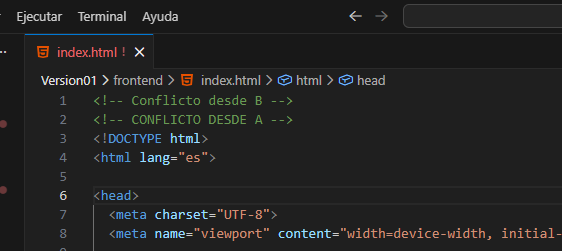 Ejecutar Terminal Ayuda
index.html !
Version01 > frontend > index.html > html > head
1 <!-- Conflicto desde B -->
2 <!-- CONFLICTO DESDE A -->
3 <!DOCTYPE html>
4 <html lang="es">
5
6 <head>
7 <meta charset="UTF-8">
8 <meta name="viewport" content="width=device-width, initial-